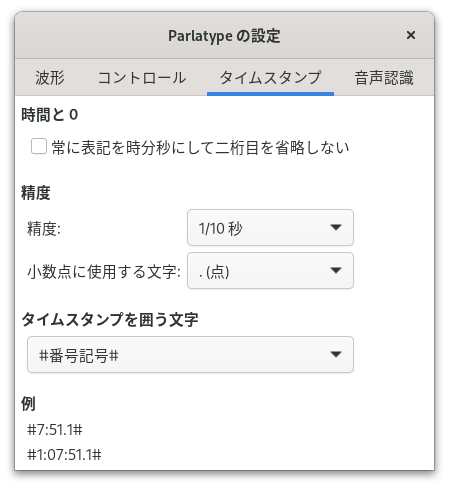 Parlatype の設定
波形 コントロール タイムスタンプ 音声認識
時間と 0
常に表記を時分秒にして二桁目を省略しない
精度
精度: 1/10 秒
小数点に使用する文字: . (点)
タイムスタンプを囲う文字
#番号記号#
例
#7:51.1#
#1:07:51.1#